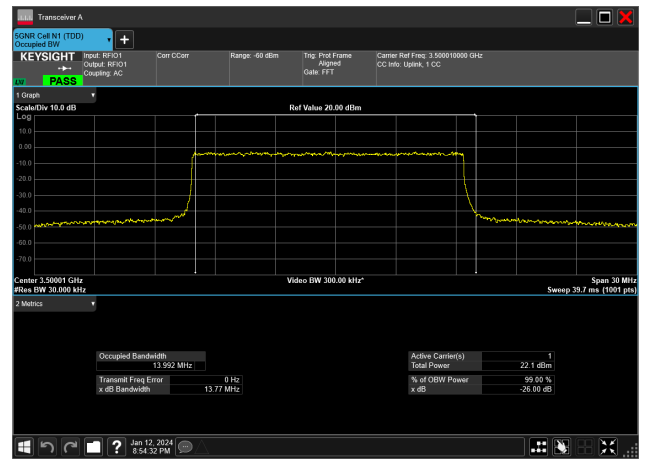 Transceiver A
5GNR Cell N1 (TDD)
Occupied BW
KEYSIGHT
Input: RFIO1
Output: RFIO1
Coupling: AC
Corr CCorr
Range: -60 dBm
Trig: Prot Frame
Aligned
Gate: FFT
Carrier Ref Freq: 3.500010000 GHz
CC Info: Uplink, 1 CC
PASS
1 Graph
Scale/Div 10.0 dB
Ref Value 20.00 dBm
Log
10.0
0.00
-10.0
-20.0
-30.0
-40.0
-50.0
-60.0
-70.0
Center 3.50001 GHz
Video BW 300.00 kHz*
Span 30 MHz
#Res BW 30.000 kHz
Sweep 39.7 ms (1001 pts)
2 Metrics
Occupied Bandwidth
13.992 MHz
Active Carrier(s) 1
Total Power 22.1 dBm
Transmit Freq Error 0 Hz
x dB Bandwidth 13.77 MHz
% of OBW Power 99.00 %
x dB -26.00 dB
?
Jan 12, 2024
8:54:32 PM